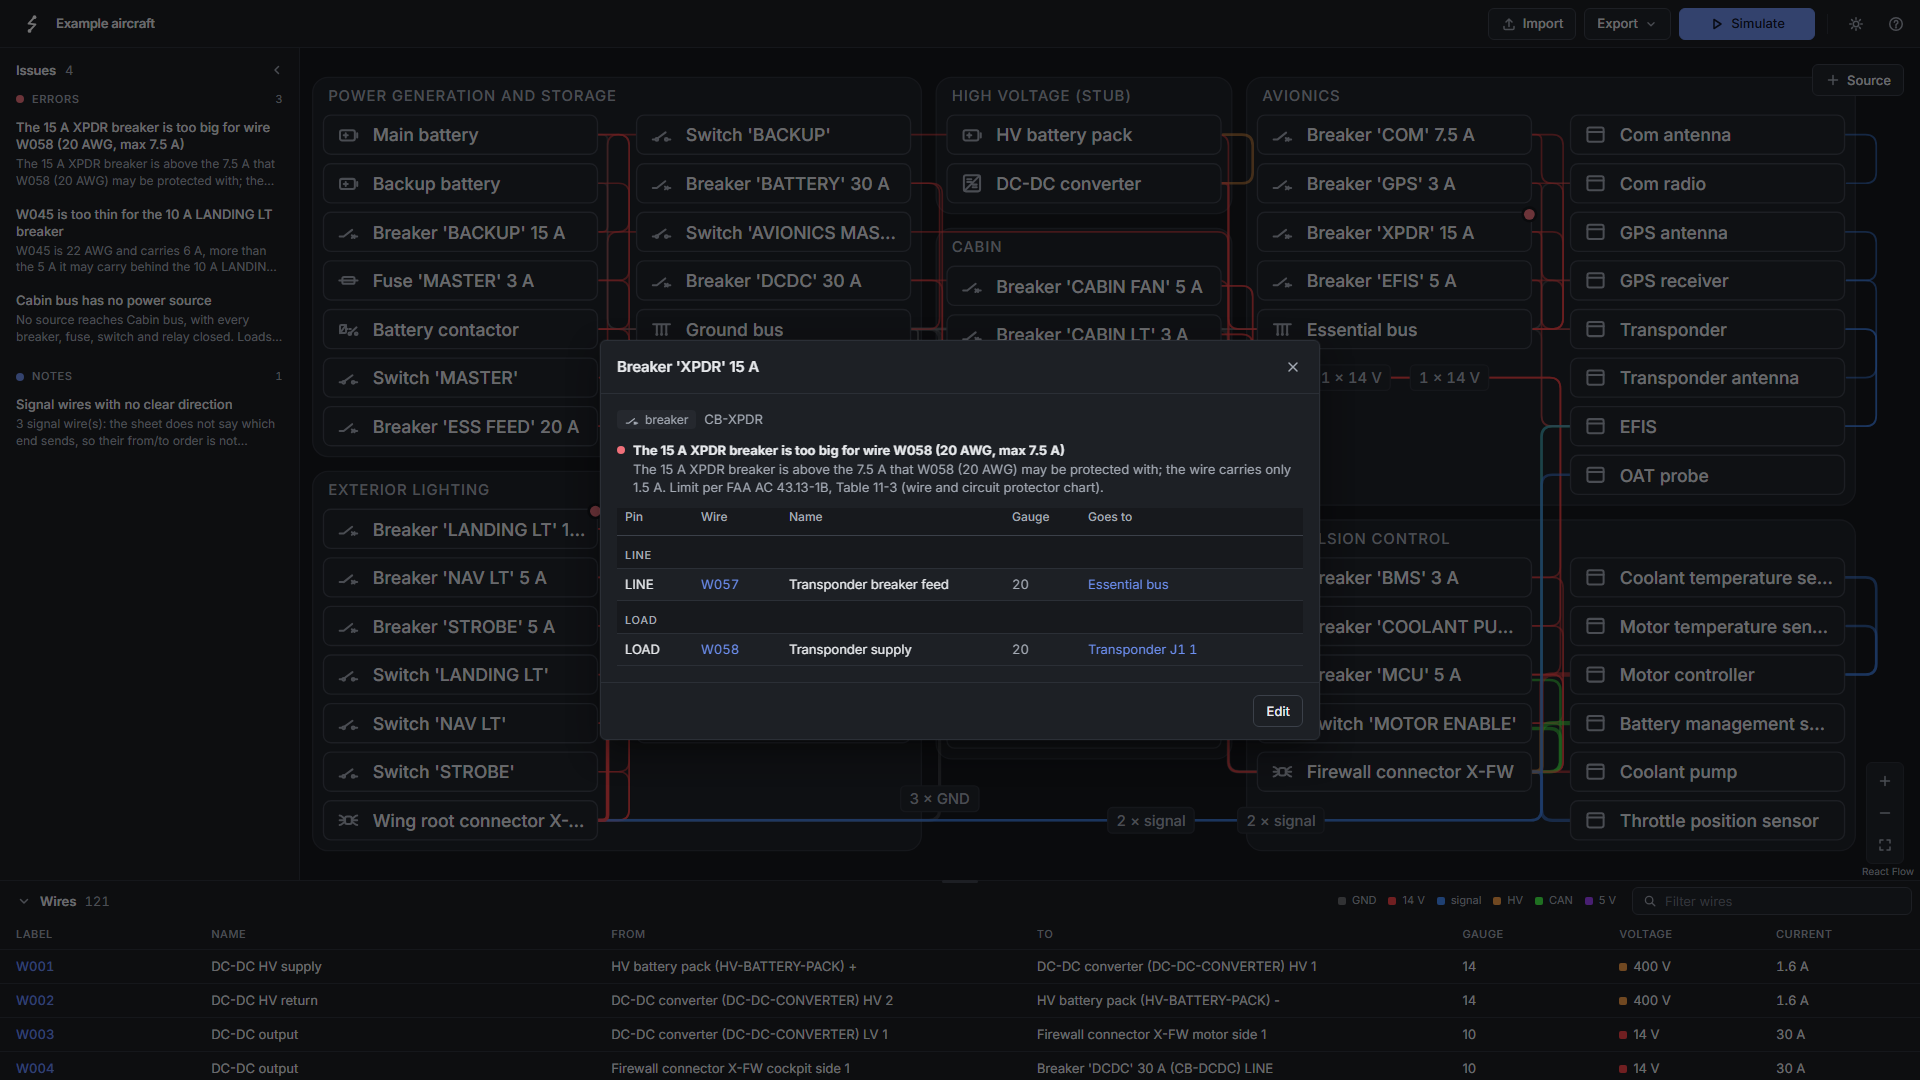 Example aircraft
Import
Export
Simulate
Issues 4
ERRORS 3
The 15 A XPDR breaker is too big for wire
W058 (20 AWG, max 7.5 A)
The 15 A XPDR breaker is above the 7.5 A that
W058 (20 AWG) may be protected with; the...
W045 is too thin for the 10 A LANDING LT
breaker
W045 is 22 AWG and carries 6 A, more than
the 5 A it may carry behind the 10 A LANDIN...
Cabin bus has no power source
No source reaches Cabin bus, with every
breaker, fuse, switch and relay closed. Loads...
NOTES 1
Signal wires with no clear direction
3 signal wire(s): the sheet does not say which
end sends, so their from/to order is not...
Source
POWER GENERATION AND STORAGE
Main battery
Backup battery
Breaker 'BACKUP' 15 A
Fuse 'MASTER' 3 A
Battery contactor
Switch 'MASTER'
Breaker 'ESS FEED' 20 A
Switch 'BACKUP'
Breaker 'BATTERY' 30 A
Switch 'AVIONICS MAS...
Breaker 'DCDC' 30 A
Ground bus
EXTERIOR LIGHTING
Breaker 'LANDING LT' 1...
Breaker 'NAV LT' 5 A
Breaker 'STROBE' 5 A
Switch 'LANDING LT'
Switch 'NAV LT'
Switch 'STROBE'
Wing root connector X-...
HIGH VOLTAGE (STUB)
HV battery pack
DC-DC converter
CABIN
Breaker 'CABIN FAN' 5 A
Breaker 'CABIN LT' 3 A
AVIONICS
Breaker 'COM' 7.5 A
Breaker 'GPS' 3 A
Breaker 'XPDR' 15 A
Breaker 'EFIS' 5 A
Essential bus
Com antenna
Com radio
GPS antenna
GPS receiver
Transponder
Transponder antenna
EFIS
OAT probe
1 × 14 V
1 × 14 V
LSION CONTROL
reaker 'BMS' 3 A
reaker 'COOLANT PU...
reaker 'MCU' 5 A
witch 'MOTOR ENABLE'
Firewall connector X-FW
Coolant temperature se...
Motor temperature sen...
Motor controller
Battery management s...
Coolant pump
Throttle position sensor
3 × GND
2 × signal
2 × signal
React Flow
Breaker 'XPDR' 15 A
breaker CB-XPDR
The 15 A XPDR breaker is too big for wire W058 (20 AWG, max 7.5 A)
The 15 A XPDR breaker is above the 7.5 A that W058 (20 AWG) may be protected with; the wire carries only
1.5 A. Limit per FAA AC 43.13-1B, Table 11-3 (wire and circuit protector chart).
Pin Wire Name Gauge Goes to
LINE
LINE W057 Transponder breaker feed 20 Essential bus
LOAD
LOAD W058 Transponder supply 20 Transponder J1 1
Edit
Wires 121
GND 14 V signal HV CAN 5 V
Filter wires
LABEL NAME FROM TO GAUGE VOLTAGE CURRENT
W001 DC-DC HV supply HV battery pack (HV-BATTERY-PACK) + DC-DC converter (DC-DC-CONVERTER) HV 1 14 400 V 1.6 A
W002 DC-DC HV return DC-DC converter (DC-DC-CONVERTER) HV 2 HV battery pack (HV-BATTERY-PACK) - 14 400 V 1.6 A
W003 DC-DC output DC-DC converter (DC-DC-CONVERTER) LV 1 Firewall connector X-FW motor side 1 10 14 V 30 A
W004 DC-DC output Firewall connector X-FW cockpit side 1 Breaker 'DCDC' 30 A (CB-DCDC) LINE 10 14 V 30 A